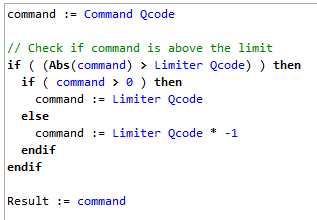 command := Command Qcode
// Check if command is above the limit
if ( (Abs(command) > Limiter Qcode) ) then
if ( command > 0 ) then
command := Limiter Qcode
else
command := Limiter Qcode * -1
endif
endif
Result := command